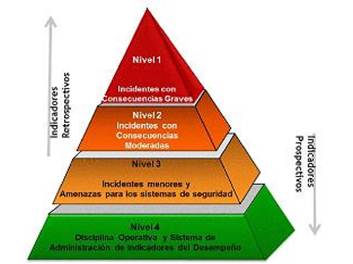 Nivel 1
Incidentes con
Consecuencias Graves
Nivel 2
Incidentes con
Consecuencias
Moderadas
Nivel 3
Incidentes menores y
Amenazas para los sistemas de seguridad
Nivel 4
Disciplina Operativa y Sistema de
Administración de Indicadores del Desempeño
Indicadores
Retrospectivos
Indicadores
Prospectivos